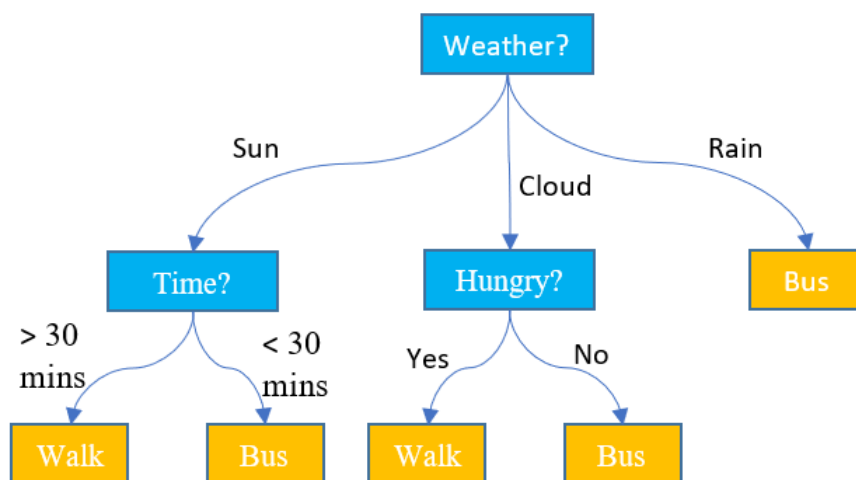 Weather?
Sun
Rain
Cloud
Time?
Hungry?
Bus
> 30
mins
< 30
mins
Yes
No
Walk
Bus
Walk
Bus